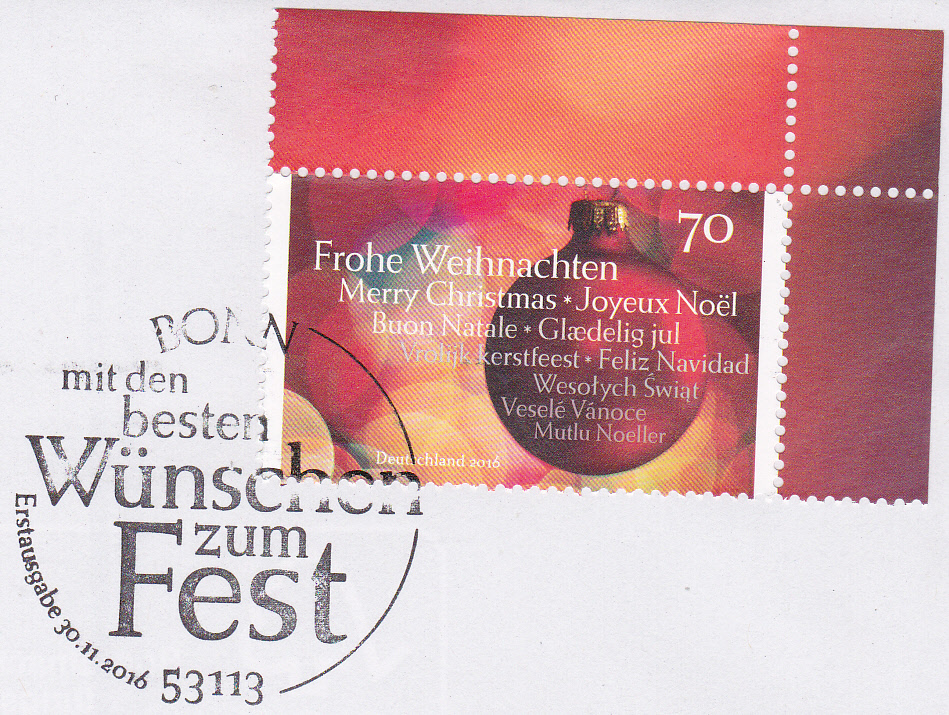 70
Frohe Weihnachten
Merry Christmas * Joyeux Noël
Buon Natale * Glædelig jul
Vrolijk kerstfeest * Feliz Navidad
Wesołych Świąt
Veselé Vánoce
Mutlu Noeller
Deutschland 2016
BONN
mit den
besten
Wünschen
zum
Fest
Erstausgabe 30.11.2016
53113